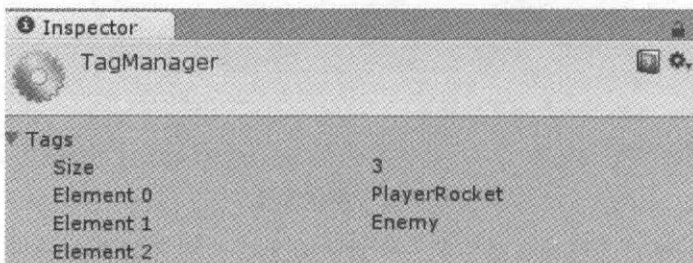 Inspector
TagManager
Tags
Size 3
Element 0 PlayerRocket
Element 1 Enemy
Element 2